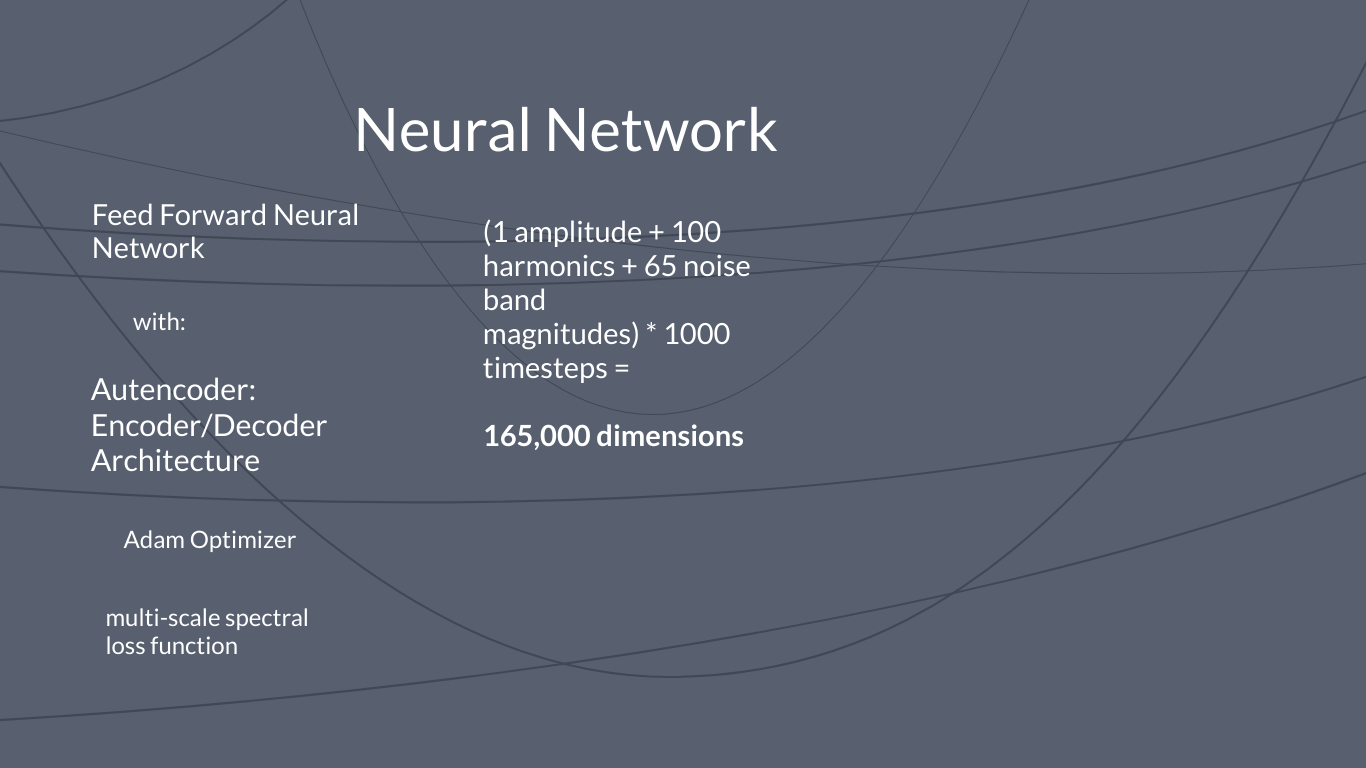 Neural Network
Feed Forward Neural
Network
with:
Autencoder:
Encoder/Decoder
Architecture
Adam Optimizer
multi-scale spectral
loss function
(1 amplitude + 100
harmonics + 65 noise
band
magnitudes) * 1000
timesteps =
165,000 dimensions